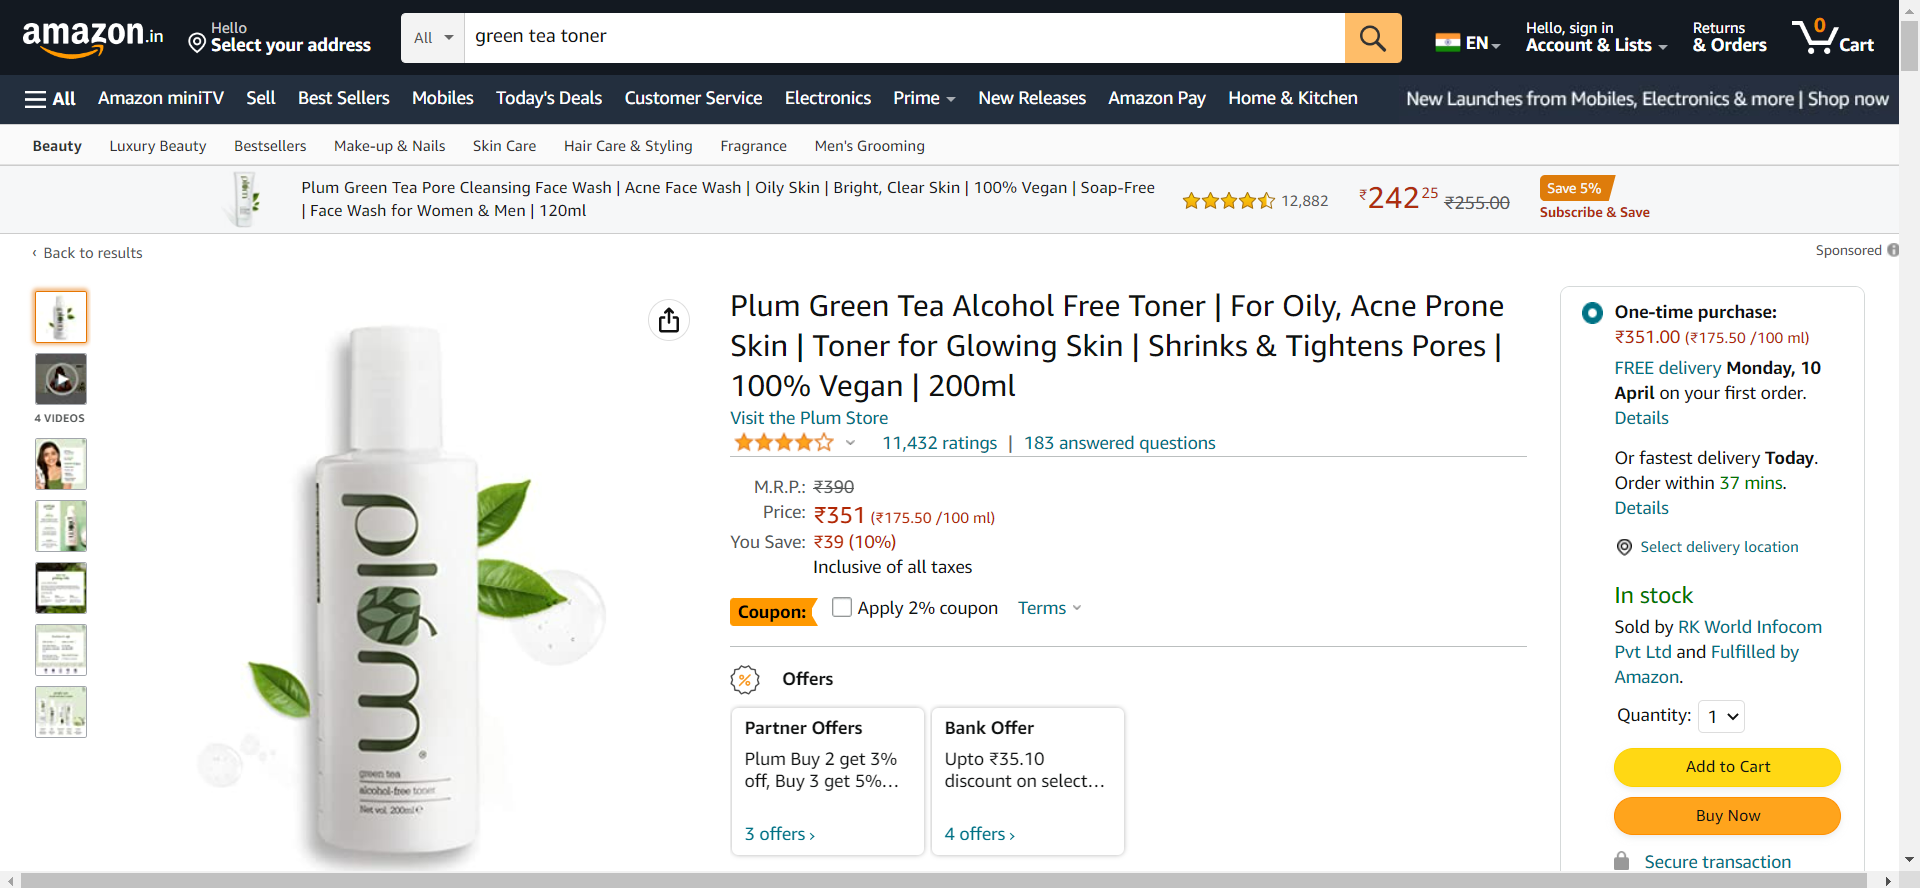 amazon.in
Hello
Select your address
All
green tea toner
EN
Hello, sign in
Account & Lists
Returns
& Orders
0
Cart
All
Amazon miniTV
Sell
Best Sellers
Mobiles
Today's Deals
Customer Service
Electronics
Prime
New Releases
Amazon Pay
Home & Kitchen
New Launches from Mobiles, Electronics & more | Shop now
Beauty
Luxury Beauty
Bestsellers
Make-up & Nails
Skin Care
Hair Care & Styling
Fragrance
Men's Grooming
Plum Green Tea Pore Cleansing Face Wash | Acne Face Wash | Oily Skin | Bright, Clear Skin | 100% Vegan | Soap-Free
| Face Wash for Women & Men | 120ml
12,882
₹242 25
₹255.00
Save 5%
Subscribe & Save
‹ Back to results
Sponsored
4 VIDEOS
plum
green tea
alcohol-free toner
Net vol. 200ml e
Plum Green Tea Alcohol Free Toner | For Oily, Acne Prone
Skin | Toner for Glowing Skin | Shrinks & Tightens Pores |
100% Vegan | 200ml
Visit the Plum Store
11,432 ratings | 183 answered questions
M.R.P.: ₹390
Price: ₹351 (₹175.50 /100 ml)
You Save: ₹39 (10%)
Inclusive of all taxes
Coupon: Apply 2% coupon Terms
Offers
Partner Offers
Plum Buy 2 get 3%
off, Buy 3 get 5%...
3 offers ›
Bank Offer
Upto ₹35.10
discount on select...
4 offers ›
One-time purchase:
₹351.00 (₹175.50 /100 ml)
FREE delivery Monday, 10
April on your first order.
Details
Or fastest delivery Today.
Order within 37 mins.
Details
Select delivery location
In stock
Sold by RK World Infocom
Pvt Ltd and Fulfilled by
Amazon.
Quantity: 1
Add to Cart
Buy Now
Secure transaction